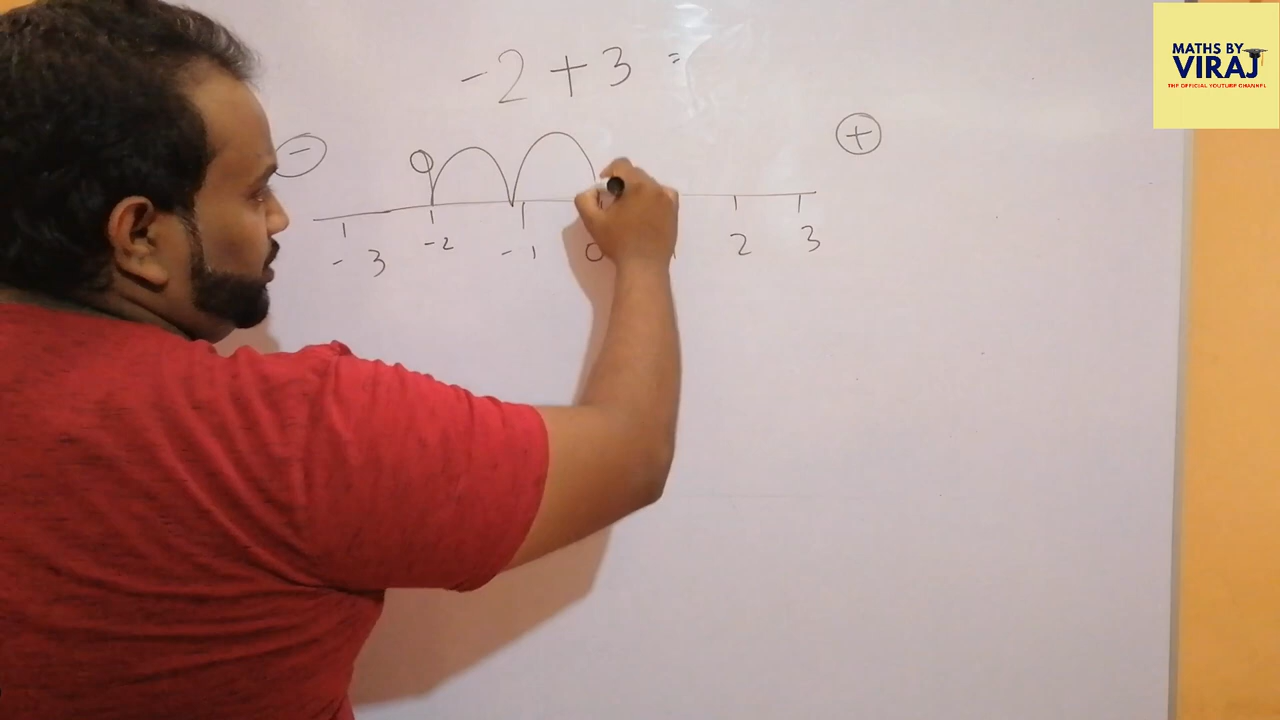 MATHS BY
VIRAJ
THE OFFICIAL YOUTUBE CHANNEL
-2 + 3 =
- +
-3 -2 -1 0 2 3